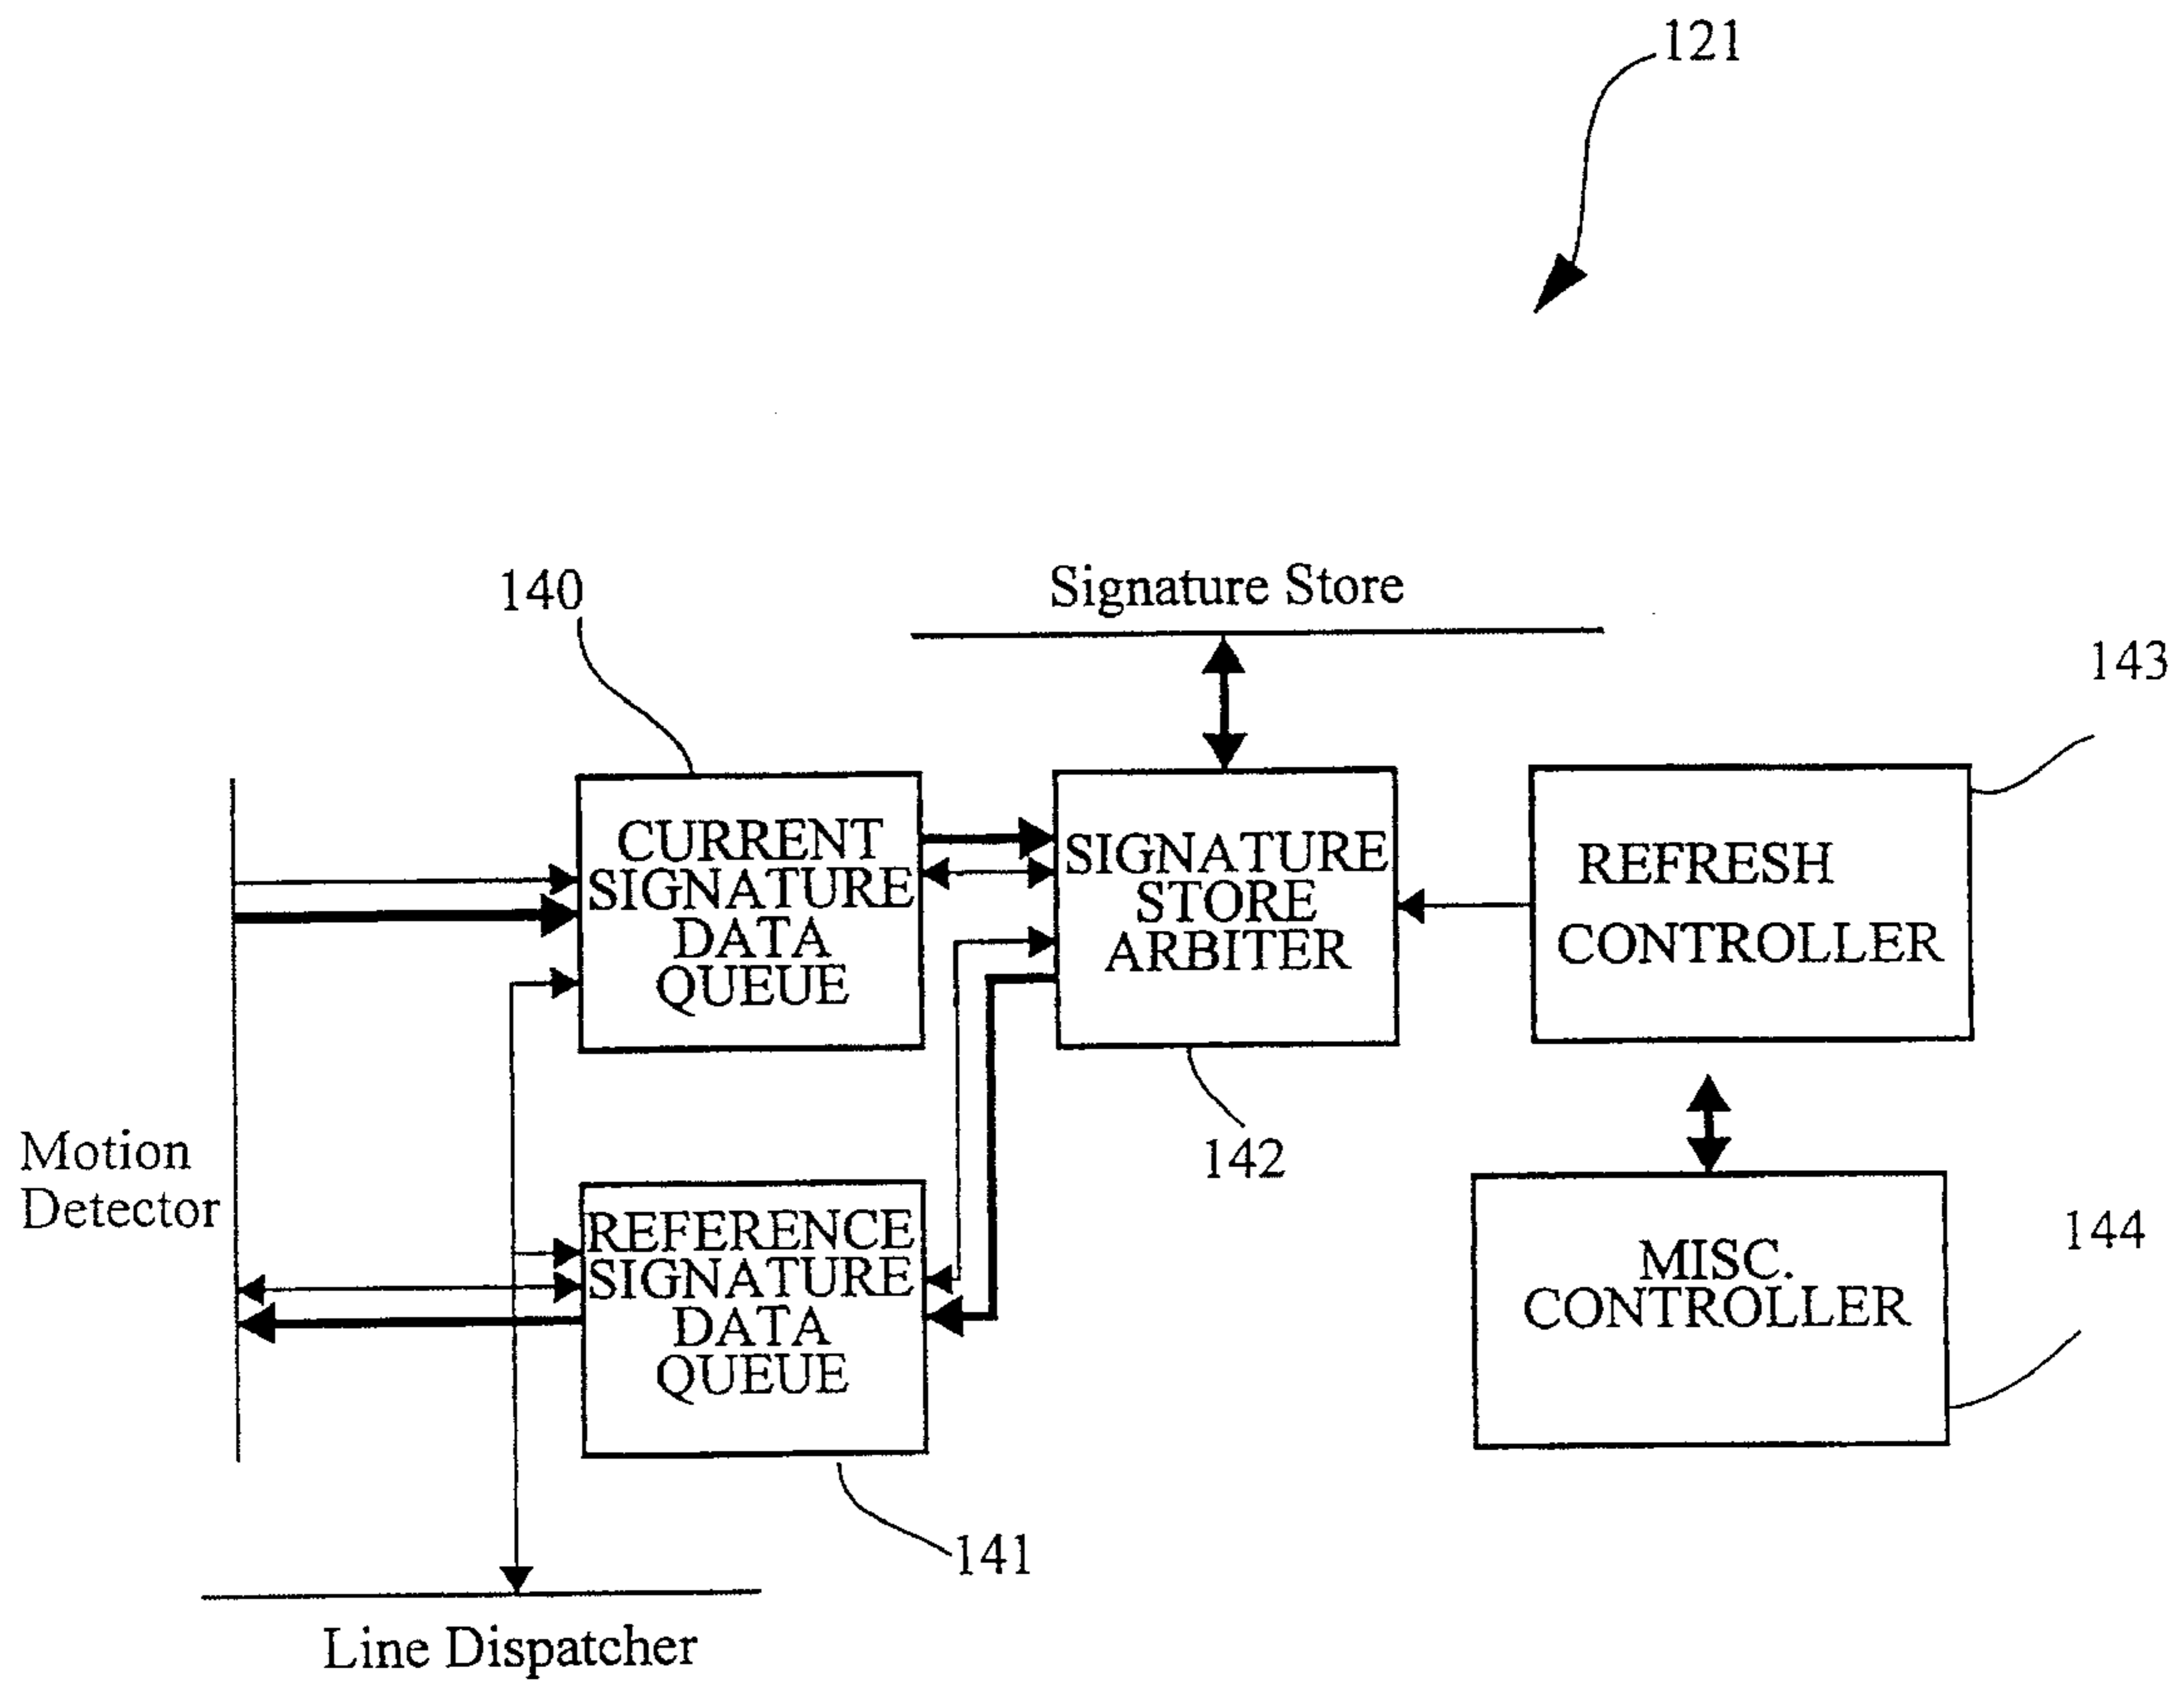 121
140
Signature Store
143
CURRENT
SIGNATURE
DATA
QUEUE
SIGNATURE
STORE
ARBITER
REFRESH
CONTROLLER
Motion
Detector
142
144
REFERENCE
SIGNATURE
DATA
QUEUE
MISC.
CONTROLLER
141
Line Dispatcher